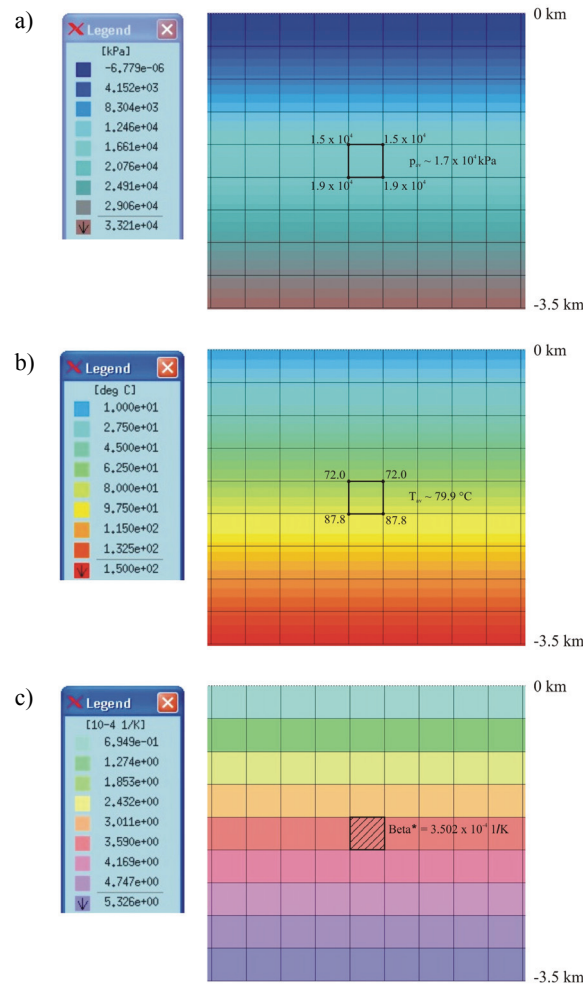 a)
Legend
[kPa]
-6.779e-06
4.152e+03
8.304e+03
1.246e+04
1.661e+04
2.076e+04
2.491e+04
2.906e+04
3.321e+04
0 km
1.5 x 10⁴ 1.5 x 10⁴
p_av ~ 1.7 x 10⁴ kPa
1.9 x 10⁴ 1.9 x 10⁴
-3.5 km
b)
Legend
[deg C]
1.000e+01
2.750e+01
4.500e+01
6.250e+01
8.000e+01
9.750e+01
1.150e+02
1.325e+02
1.500e+02
0 km
72.0 72.0
T_av ~ 79.9 °C
87.8 87.8
-3.5 km
c)
Legend
[10-4 1/K]
6.949e-01
1.274e+00
1.853e+00
2.432e+00
3.011e+00
3.590e+00
4.169e+00
4.747e+00
5.326e+00
0 km
Beta* = 3.502 x 10⁻⁴ 1/K
-3.5 km